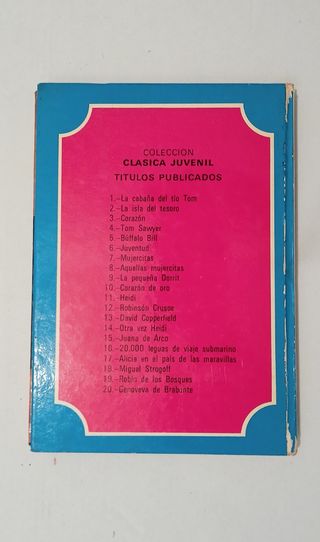 COLECCION
CLASICA JUVENIL
TITULOS PUBLICADOS
1.-La cabaña del tío Tom
2.-La isla del tesoro
3.-Corazón
4.-Tom Sawyer
5.-Búffalo Bill
6.-Juventud
7.-Mujercitas
8.-Aquellas mujercitas
9.-La pequeña Dorrit
10.-Corazón de oro
11.-Heidi
12.-Robinsón Crusoe
13.-David Copperfield
14.-Otra vez Heidi
15.-Juana de Arco
16.-20.000 leguas de viaje submarino
17.-Alicia en el país de las maravillas
18.-Miguel Strogoff
19.-Robin de los Bosques
20.-Genoveva de Brabante